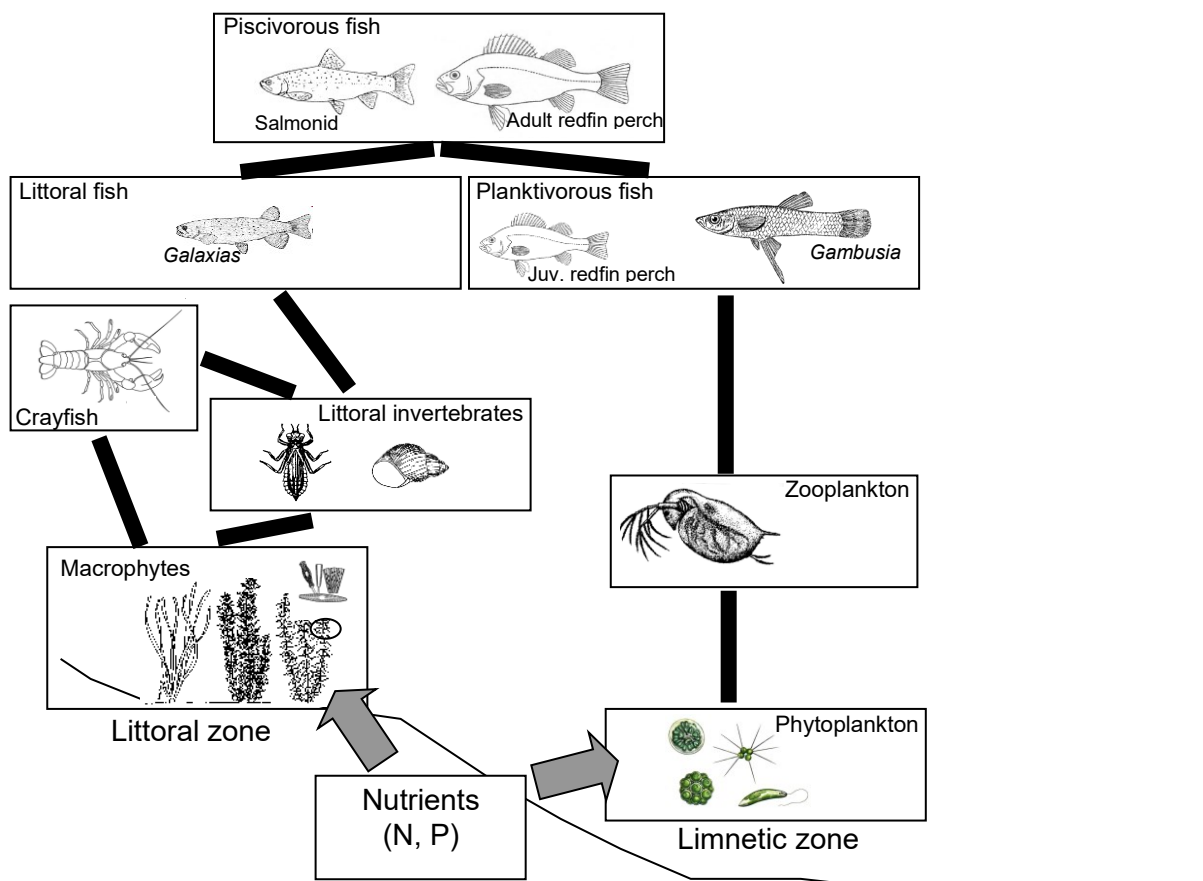 Piscivorous fish
Salmonid
Adult redfin perch
Littoral fish
Galaxias
Planktivorous fish
Juv. redfin perch
Gambusia
Crayfish
Littoral invertebrates
Zooplankton
Macrophytes
Littoral zone
Phytoplankton
Nutrients
(N, P)
Limnetic zone